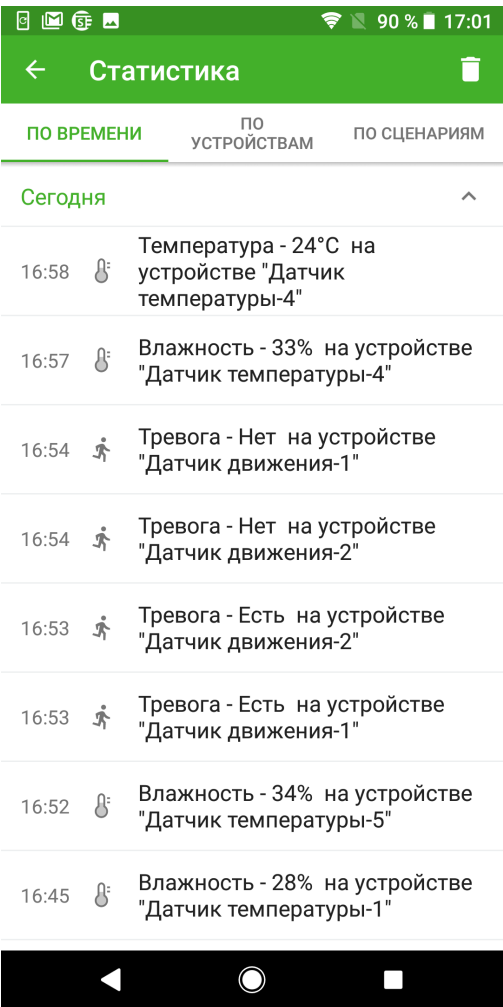 90 % 17:01
Статистика
ПО ВРЕМЕНИ
ПО
УСТРОЙСТВАМ
ПО СЦЕНАРИЯМ
Сегодня
16:58
Температура - 24°C на
устройстве "Датчик
температуры-4"
16:57
Влажность - 33% на устройстве
"Датчик температуры-4"
16:54
Тревога - Нет на устройстве
"Датчик движения-1"
16:54
Тревога - Нет на устройстве
"Датчик движения-2"
16:53
Тревога - Есть на устройстве
"Датчик движения-2"
16:53
Тревога - Есть на устройстве
"Датчик движения-1"
16:52
Влажность - 34% на устройстве
"Датчик температуры-5"
16:45
Влажность - 28% на устройстве
"Датчик температуры-1"